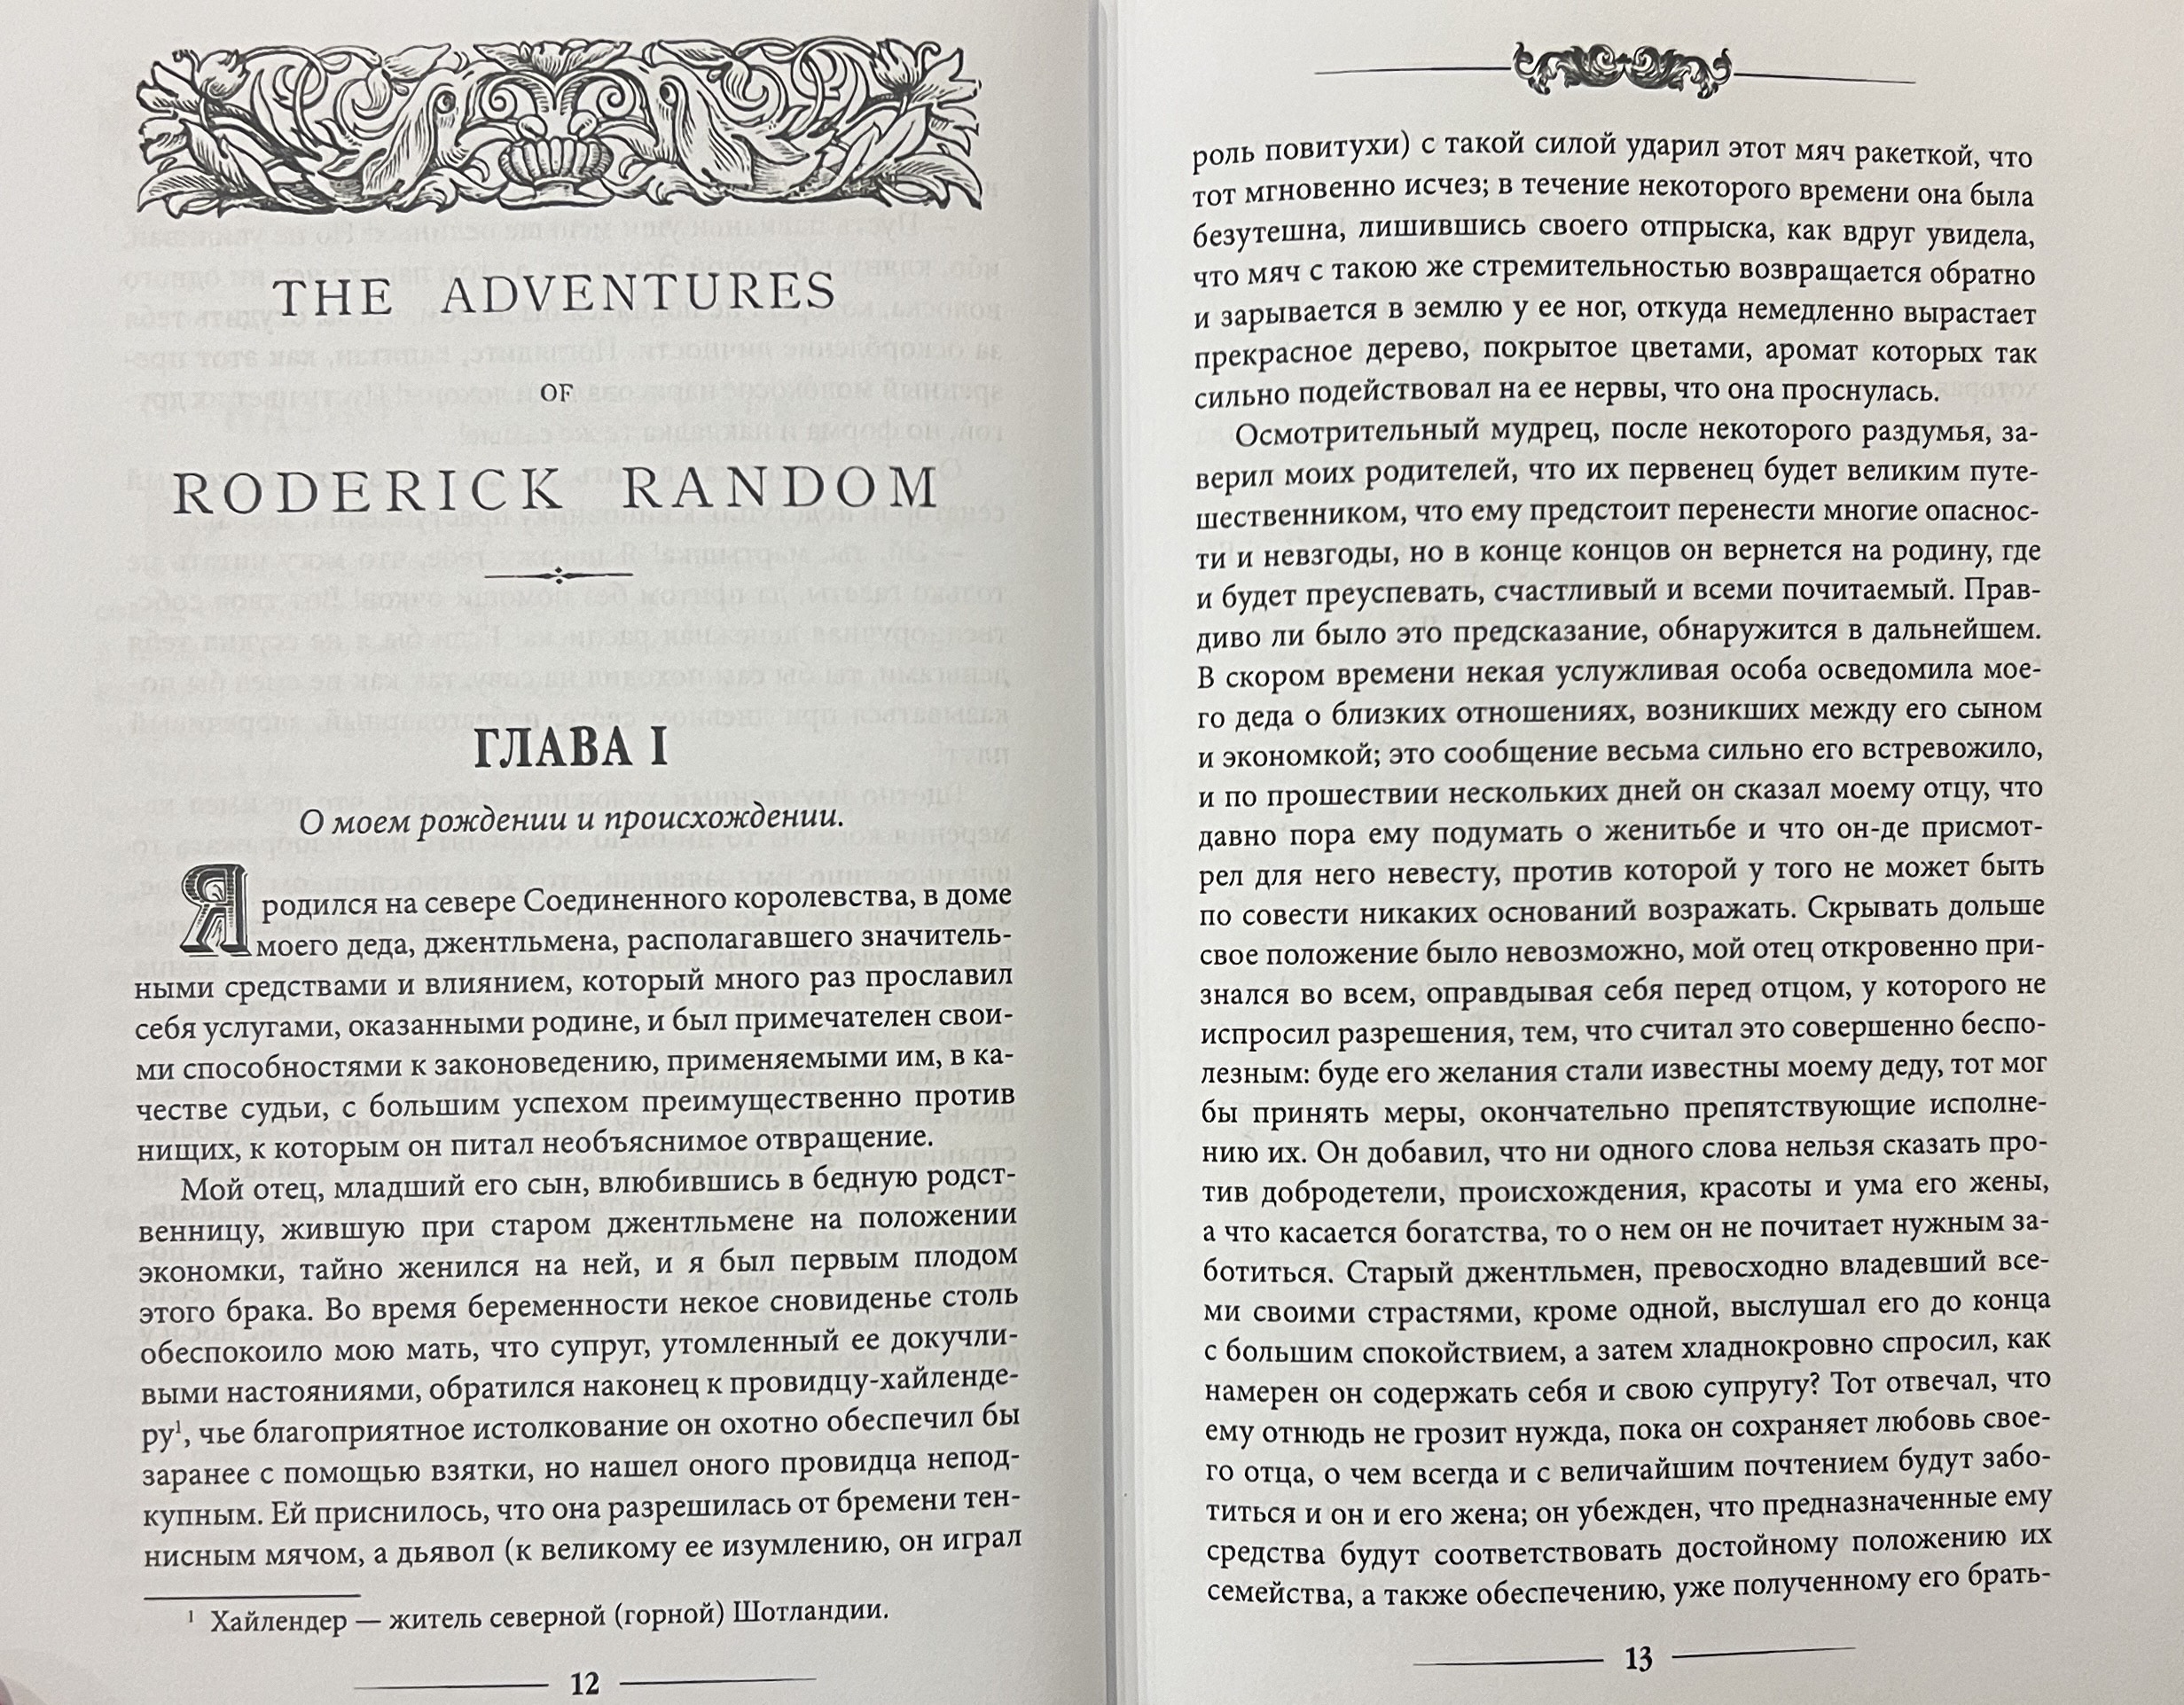 THE ADVENTURES
OF
RODERICK RANDOM
ГЛАВА I
О моем рождении и происхождении.
Я родился на севере Соединенного королевства, в доме
моего деда, джентльмена, располагавшего значитель-
ными средствами и влиянием, который много раз прославил
себя услугами, оказанными родине, и был примечателен свои-
ми способностями к законоведению, применяемыми им, в ка-
честве судьи, с большим успехом преимущественно против
нищих, к которым он питал необъяснимое отвращение.
Мой отец, младший его сын, влюбившись в бедную родст-
венницу, жившую при старом джентльмене на положении
экономки, тайно женился на ней, и я был первым плодом
этого брака. Во время беременности некое сновиденье столь
обеспокоило мою мать, что супруг, утомленный ее докучли-
выми настояниями, обратился наконец к провидцу-хайленде-
ру¹, чье благоприятное истолкование он охотно обеспечил бы
заранее с помощью взятки, но нашел оного провидца непод-
купным. Ей приснилось, что она разрешилась от бремени тен-
нисным мячом, а дьявол (к великому ее изумлению, он играл
¹ Хайлендер — житель северной (горной) Шотландии.
12
роль повитухи) с такой силой ударил этот мяч ракеткой, что
тот мгновенно исчез; в течение некоторого времени она была
безутешна, лишившись своего отпрыска, как вдруг увидела,
что мяч с такою же стремительностью возвращается обратно
и зарывается в землю у ее ног, откуда немедленно вырастает
прекрасное дерево, покрытое цветами, аромат которых так
сильно подействовал на ее нервы, что она проснулась.
Осмотрительный мудрец, после некоторого раздумья, за-
верил моих родителей, что их первенец будет великим путе-
шественником, что ему предстоит перенести многие опаснос-
ти и невзгоды, но в конце концов он вернется на родину, где
и будет преуспевать, счастливый и всеми почитаемый. Прав-
диво ли было это предсказание, обнаружится в дальнейшем.
В скором времени некая услужливая особа осведомила мое-
го деда о близких отношениях, возникших между его сыном
и экономкой; это сообщение весьма сильно его встревожило,
и по прошествии нескольких дней он сказал моему отцу, что
давно пора ему подумать о женитьбе и что он-де присмот-
рел для него невесту, против которой у того не может быть
по совести никаких оснований возражать. Скрывать дольше
свое положение было невозможно, мой отец откровенно при-
знался во всем, оправдывая себя перед отцом, у которого не
испросил разрешения, тем, что считал это совершенно беспо-
лезным: буде его желания стали известны моему деду, тот мог
бы принять меры, окончательно препятствующие исполне-
нию их. Он добавил, что ни одного слова нельзя сказать про-
тив добродетели, происхождения, красоты и ума его жены,
а что касается богатства, то о нем он не почитает нужным за-
ботиться. Старый джентльмен, превосходно владевший все-
ми своими страстями, кроме одной, выслушал его до конца
с большим спокойствием, а затем хладнокровно спросил, как
намерен он содержать себя и свою супругу? Тот отвечал, что
ему отнюдь не грозит нужда, пока он сохраняет любовь свое-
го отца, о чем всегда и с величайшим почтением будут забо-
титься и он и его жена; он убежден, что предназначенные ему
средства будут соответствовать достойному положению их
семейства, а также обеспечению, уже полученному его брать-
13